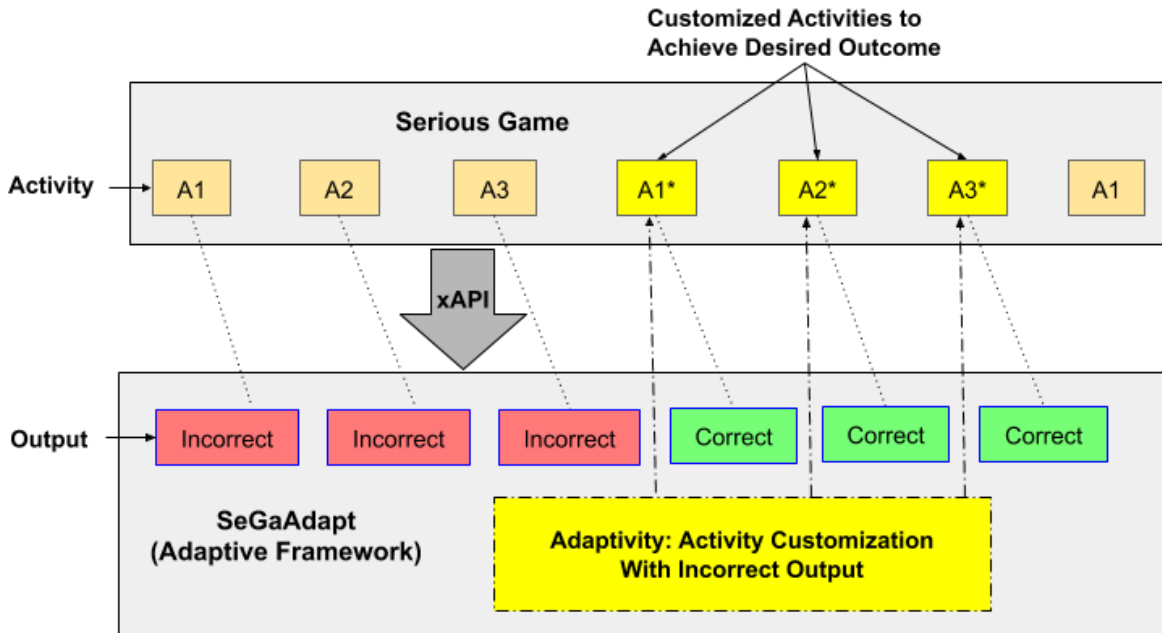 Customized Activities to
Achieve Desired Outcome
Serious Game
Activity
A1
A2
A3
A1*
A2*
A3*
A1
xAPI
Output
Incorrect
Incorrect
Incorrect
Correct
Correct
Correct
SeGaAdapt
(Adaptive Framework)
Adaptivity: Activity Customization
With Incorrect Output